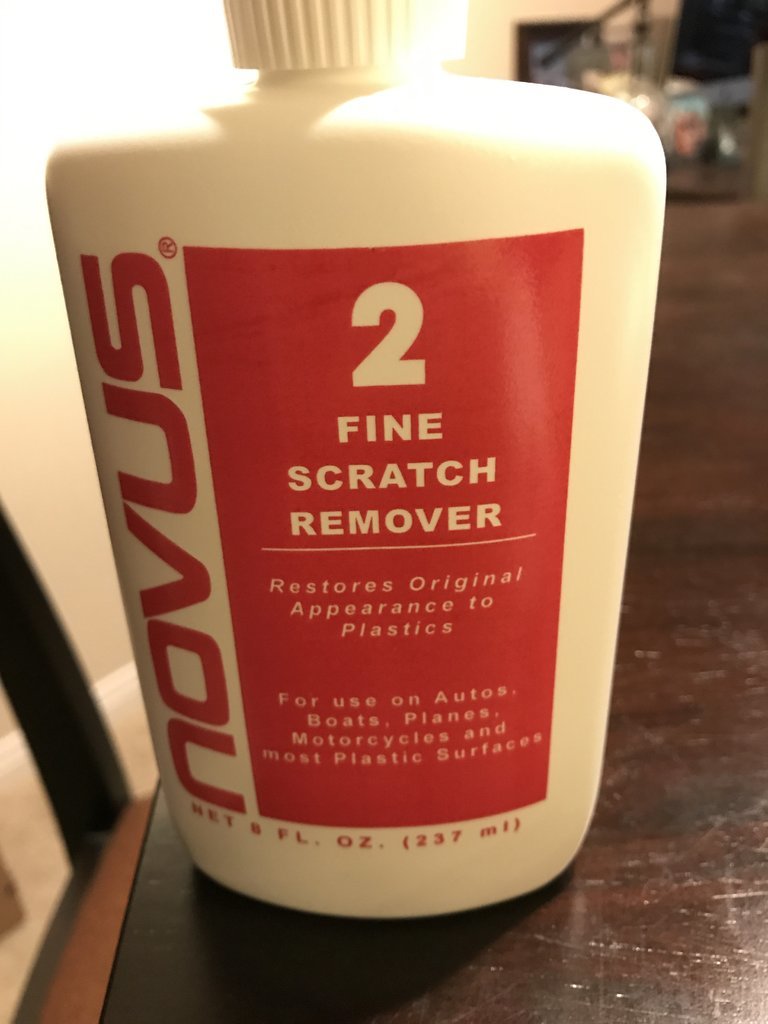 novus®
2
FINE
SCRATCH
REMOVER
Restores Original
Appearance to
Plastics
For use on Autos,
Boats, Planes,
Motorcycles and
most Plastic Surfaces
NET 8 FL. OZ. (237 ml)